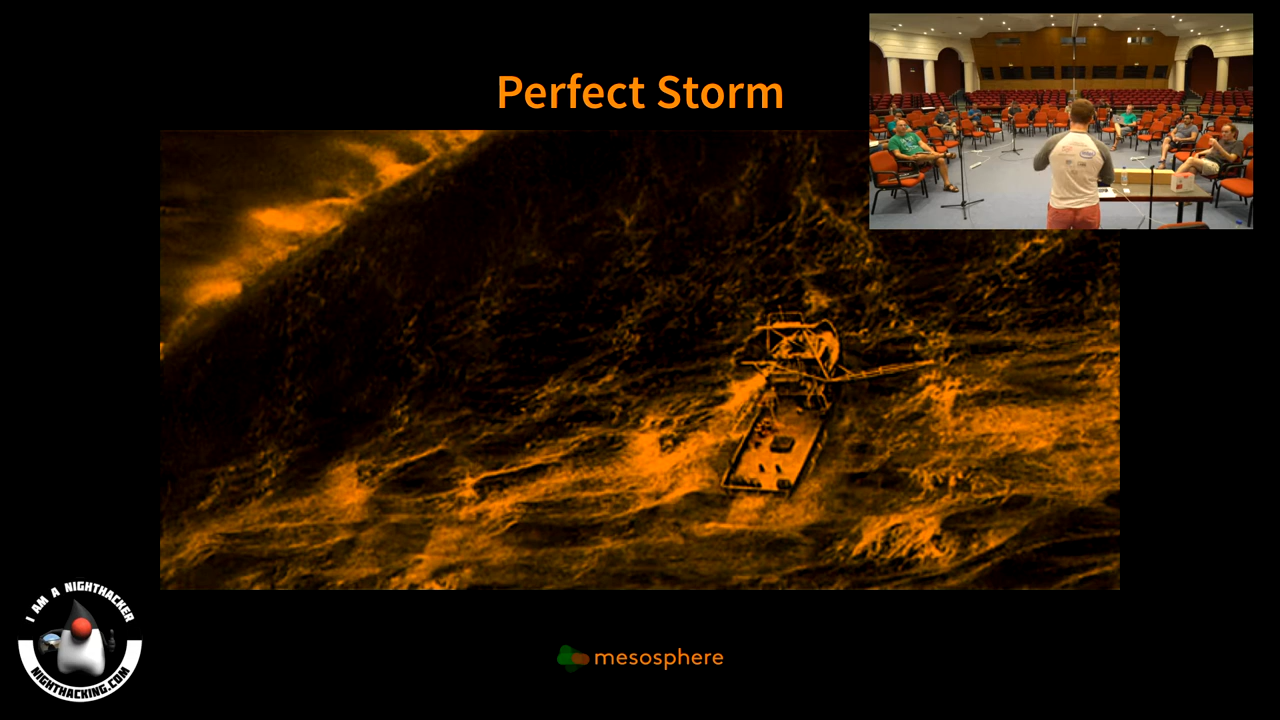 Perfect Storm
I AM A NIGHTHACKER
NIGHTHACKING.COM
mesosphere